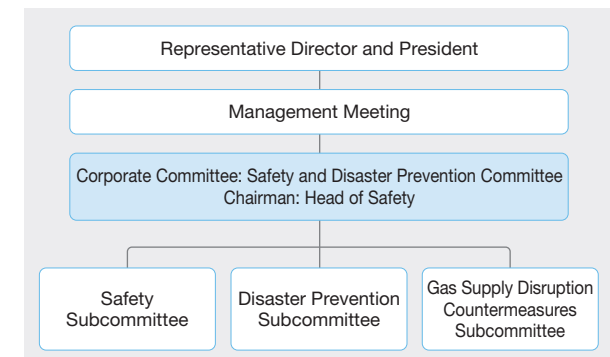 Representative Director and President
Management Meeting
Corporate Committee: Safety and Disaster Prevention Committee
Chairman: Head of Safety
Safety
Subcommittee
Disaster Prevention
Subcommittee
Gas Supply Disruption
Countermeasures
Subcommittee